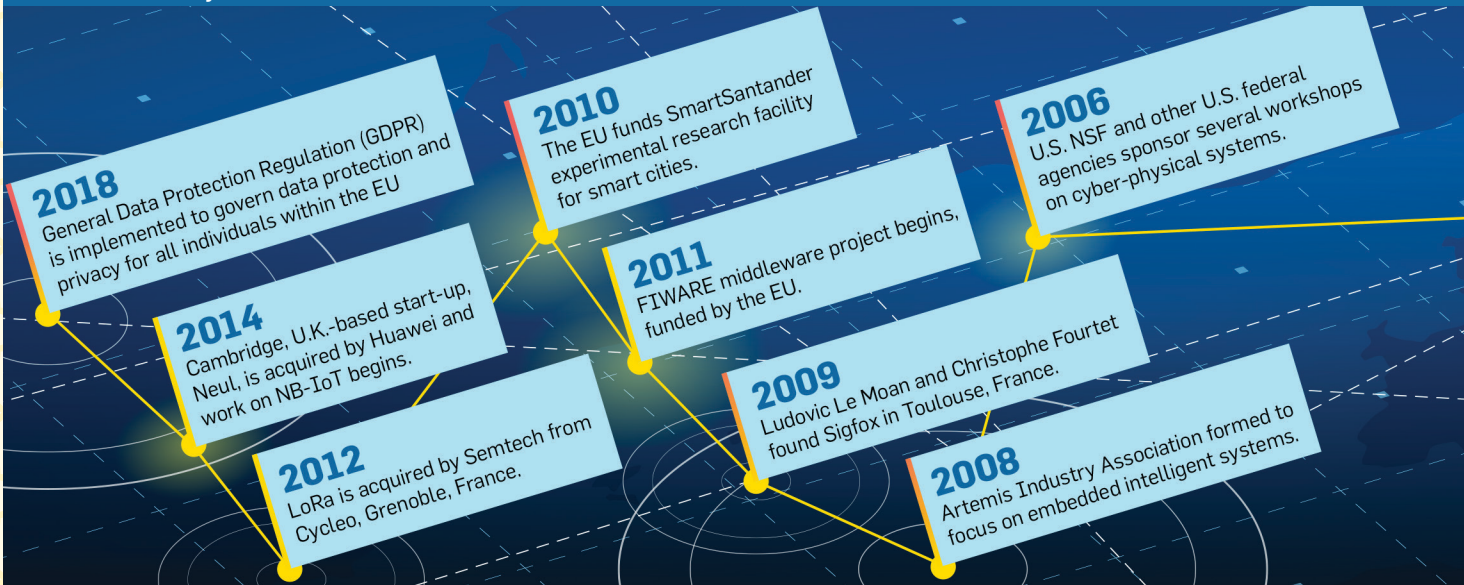 2018
General Data Protection Regulation (GDPR)
is implemented to govern data protection and
privacy for all individuals within the EU
2014
Cambridge, U.K.-based start-up,
Neul, is acquired by Huawei and
work on NB-IoT begins.
2012
LoRa is acquired by Semtech from
Cycleo, Grenoble, France.
2010
The EU funds SmartSantander
experimental research facility
for smart cities.
2011
FIWARE middleware project begins,
funded by the EU.
2009
Ludovic Le Moan and Christophe Fourtet
found Sigfox in Toulouse, France.
2006
U.S. NSF and other U.S. federal
agencies sponsor several workshops
on cyber-physical systems.
2008
Artemis Industry Association formed to
focus on embedded intelligent systems.